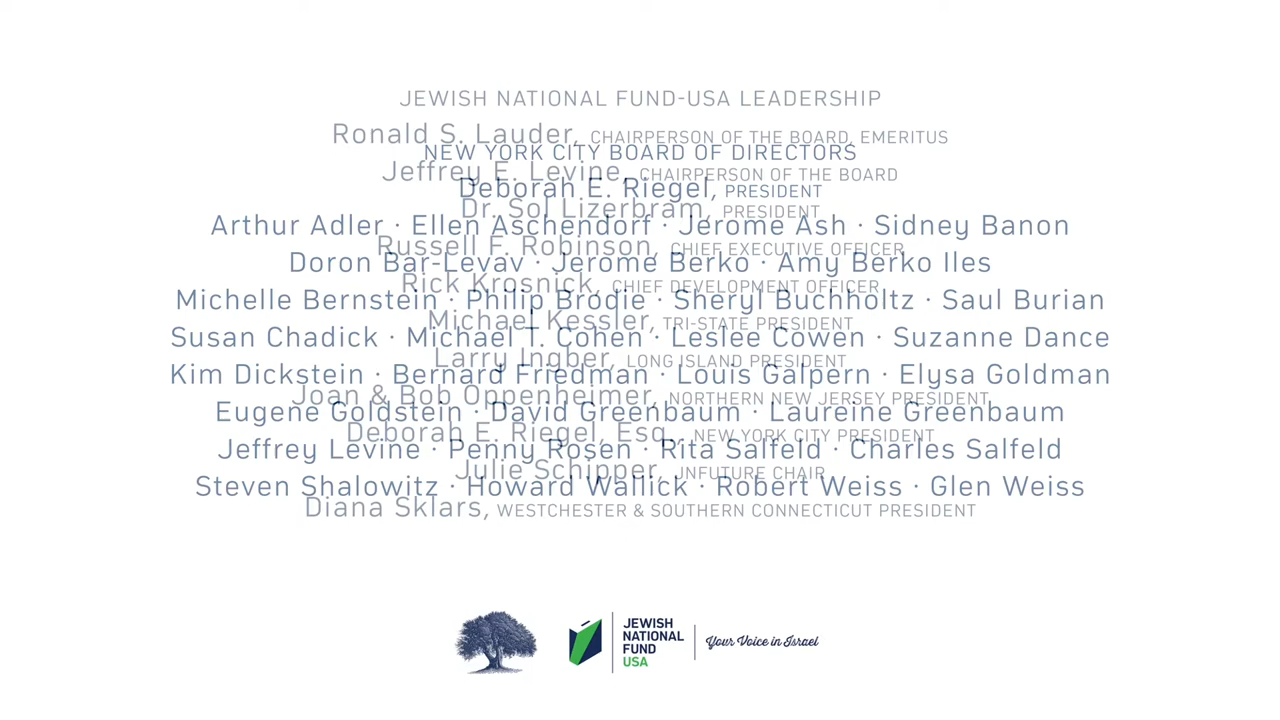 JEWISH NATIONAL FUND-USA LEADERSHIP
Ronald S. Lauder, CHAIRPERSON OF THE BOARD, EMERITUS
NEW YORK CITY BOARD OF DIRECTORS
Jeffrey E. Levine, CHAIRPERSON OF THE BOARD
Deborah E. Riegel, PRESIDENT
Dr. Sol Lizerbram, PRESIDENT
Arthur Adler · Ellen Aschendorf · Jerome Ash · Sidney Banon
Russell F. Robinson, CHIEF EXECUTIVE OFFICER
Doron Bar-Levav · Jerome Berko · Amy Berko Iles
Rick Krosnick, CHIEF DEVELOPMENT OFFICER
Michelle Bernstein · Philip Brodie · Sheryl Buchholtz · Saul Burian
Michael Kessler, TRI-STATE PRESIDENT
Susan Chadick · Michael T. Cohen · Leslee Cowen · Suzanne Dance
Larry Ingber, LONG ISLAND PRESIDENT
Kim Dickstein · Bernard Friedman · Louis Galpern · Elysa Goldman
Joan & Bob Oppenheimer, NORTHERN NEW JERSEY PRESIDENT
Eugene Goldstein · David Greenbaum · Laureine Greenbaum
Deborah E. Riegel, Esq., NEW YORK CITY PRESIDENT
Jeffrey Levine · Penny Rosen · Rita Salfeld · Charles Salfeld
Julie Schipper, JNFUTURE CHAIR
Steven Shalowitz · Howard Wallick · Robert Weiss · Glen Weiss
Diana Sklars, WESTCHESTER & SOUTHERN CONNECTICUT PRESIDENT
JEWISH
NATIONAL
FUND
USA
Your Voice in Israel